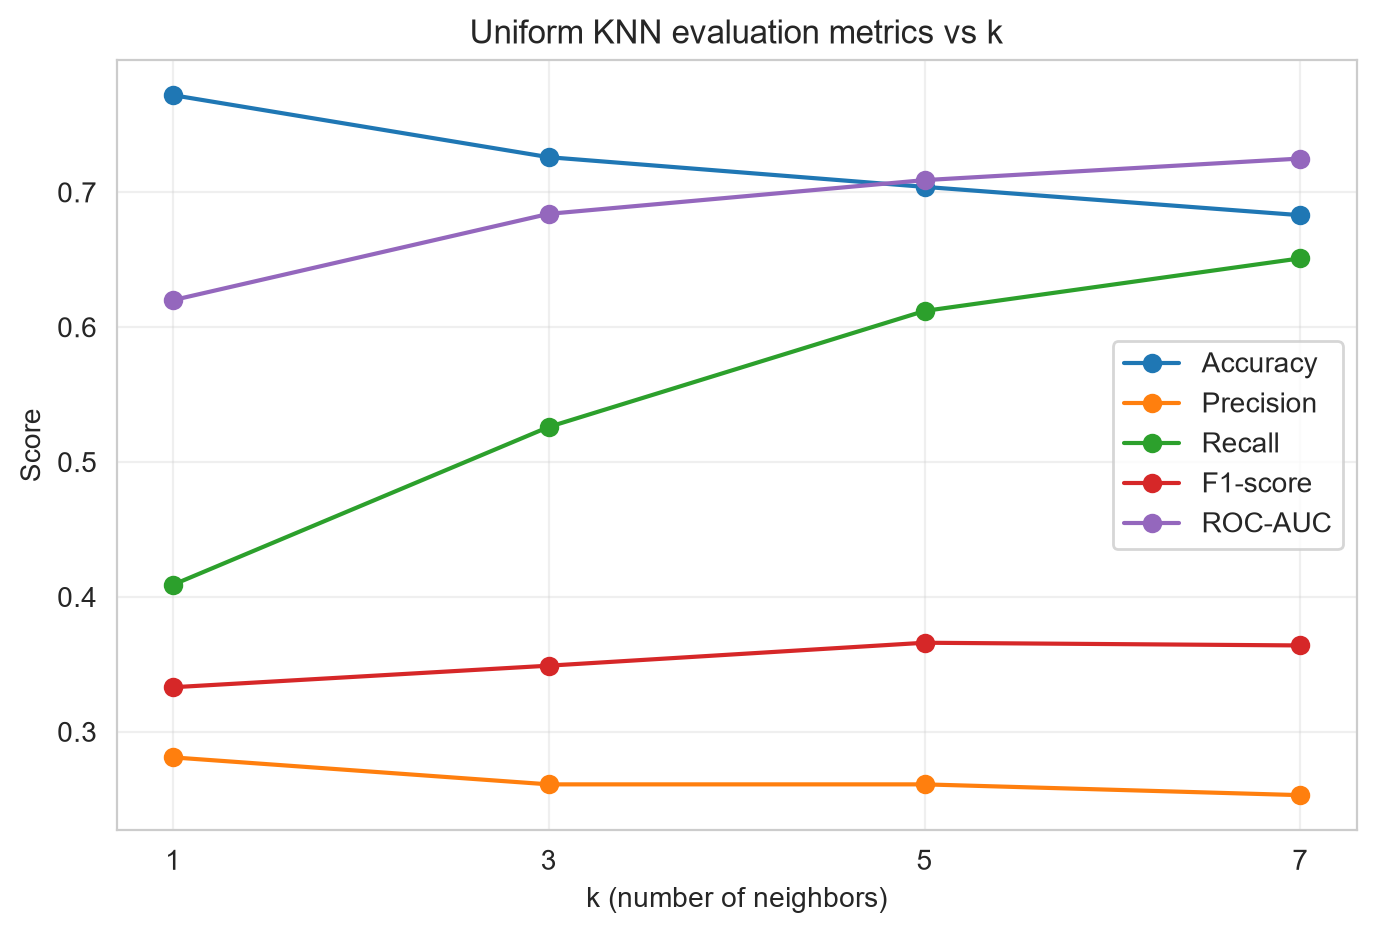 Uniform KNN evaluation metrics vs k
0.7
0.6
0.5
0.4
0.3
Score
Accuracy
Precision
Recall
F1-score
ROC-AUC
1 3 5 7
k (number of neighbors)